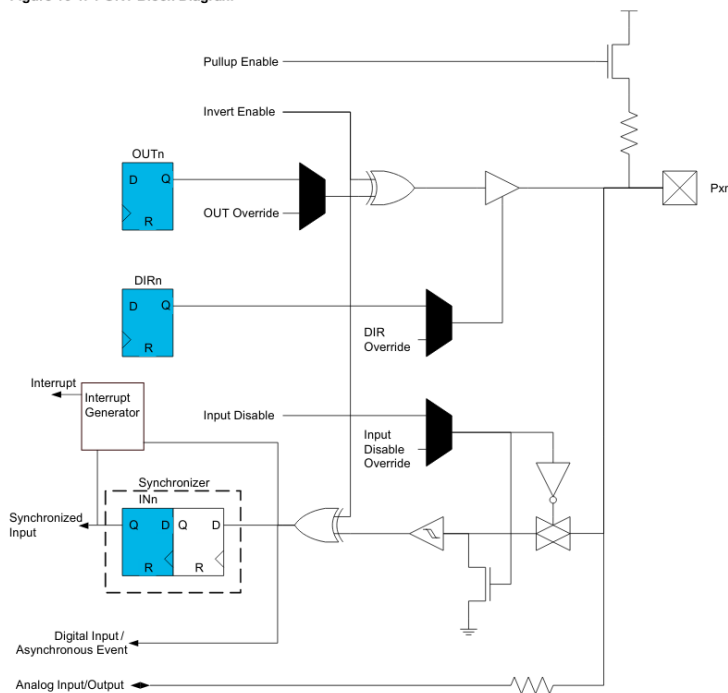 Pullup Enable
Invert Enable
OUTn
D Q
R
OUT Override
Pxn
DIRn
D Q
R
DIR
Override
Interrupt
Interrupt
Generator
Input Disable
Input
Disable
Override
Synchronizer
INn
Synchronized
Input
Q D Q D
R R
Digital Input /
Asynchronous Event
Analog Input/Output